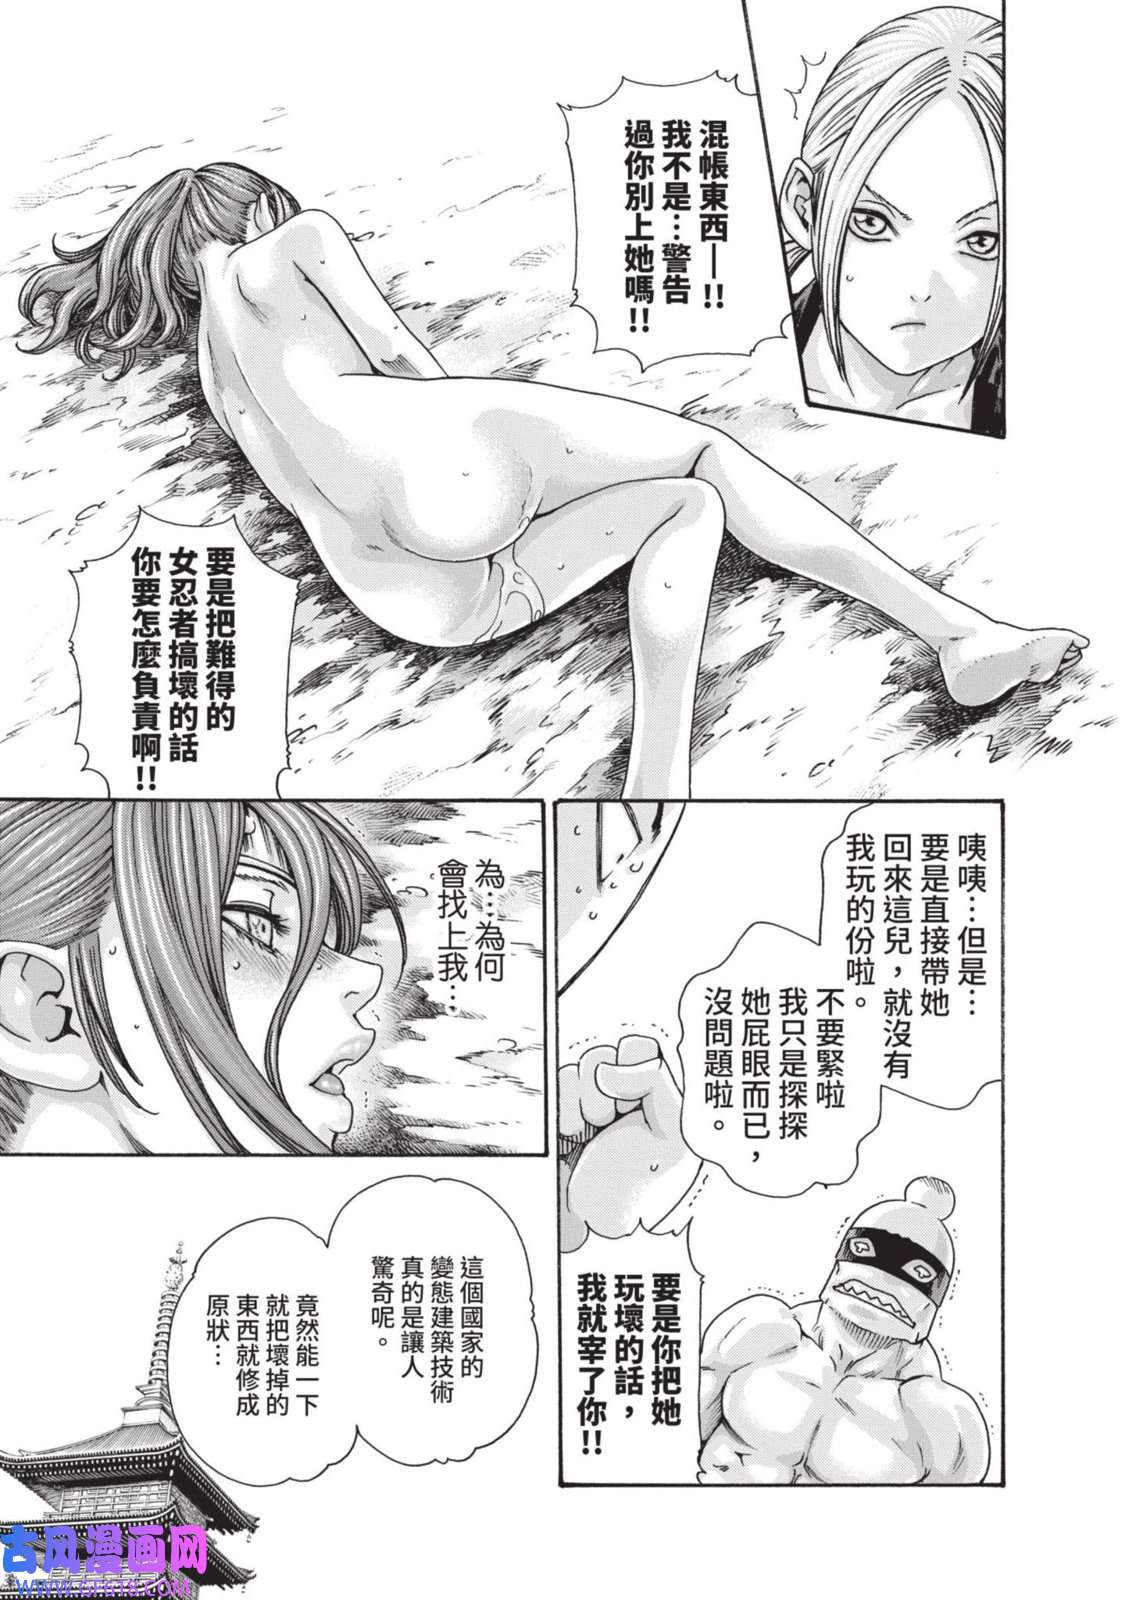 混帳東西——!!
我不是…警告
過你別上她嗎!!
要是把難得的
女忍者搞壞的話
你要怎麼負責啊!!
咦咦…但是…
要是直接帶她
回來這兒，就沒有
我玩的份啦。
不要緊啦
我只是探探
她屁眼而已，
沒問題啦。
要是你把她
玩壞的話，
我就宰了你!!
為…為何
會找上我…
這個國家的
變態建築技術
真的是讓人
驚奇呢。
竟然能一下
就把壞掉的
東西就修成
原狀…
古风漫画网
WWW.GF618.COM